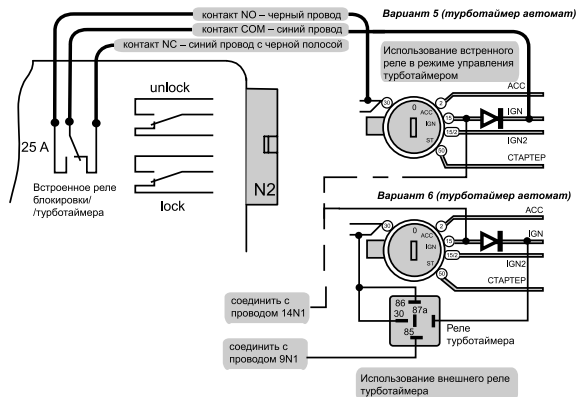 контакт NO – черный провод
контакт COM – синий провод
контакт NC – синий провод с черной полосой
Вариант 5 (турботаймер автомат)
Использование встренного
реле в режиме управления
турботаймером
unlock
25 A
Встроенное реле
блокировки/
/турботаймера
lock
N2
30
0
ACC
IGN
ST
2
15
15/2
50
ACC
IGN
IGN2
СТАРТЕР
Вариант 6 (турботаймер автомат)
30
0
ACC
IGN
ST
2
15
15/2
50
ACC
IGN
IGN2
СТАРТЕР
соединить с
проводом 14N1
86
87a
30
85
Реле
турботаймера
соединить с
проводом 9N1
Использование внешнего реле
турботаймера